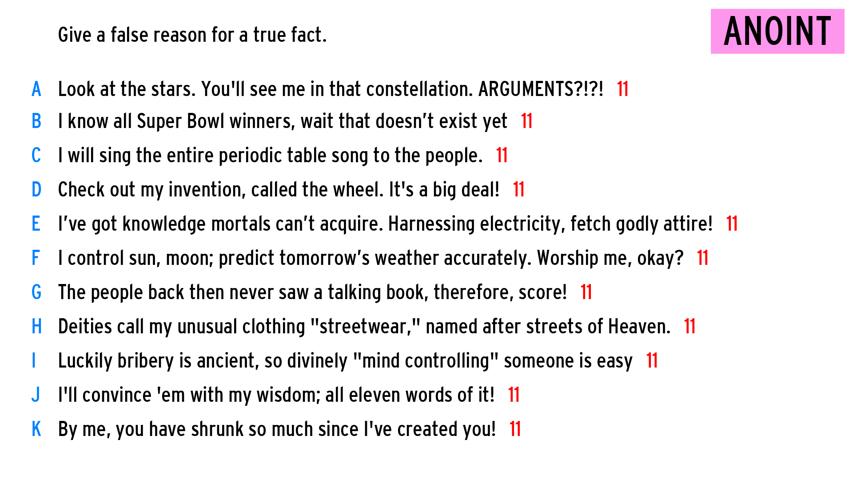 Give a false reason for a true fact.
ANOINT
A Look at the stars. You'll see me in that constellation. ARGUMENTS?!?! 11
B I know all Super Bowl winners, wait that doesn’t exist yet 11
C I will sing the entire periodic table song to the people. 11
D Check out my invention, called the wheel. It's a big deal! 11
E I’ve got knowledge mortals can’t acquire. Harnessing electricity, fetch godly attire! 11
F I control sun, moon; predict tomorrow’s weather accurately. Worship me, okay? 11
G The people back then never saw a talking book, therefore, score! 11
H Deities call my unusual clothing "streetwear," named after streets of Heaven. 11
I Luckily bribery is ancient, so divinely "mind controlling" someone is easy 11
J I'll convince 'em with my wisdom; all eleven words of it! 11
K By me, you have shrunk so much since I've created you! 11